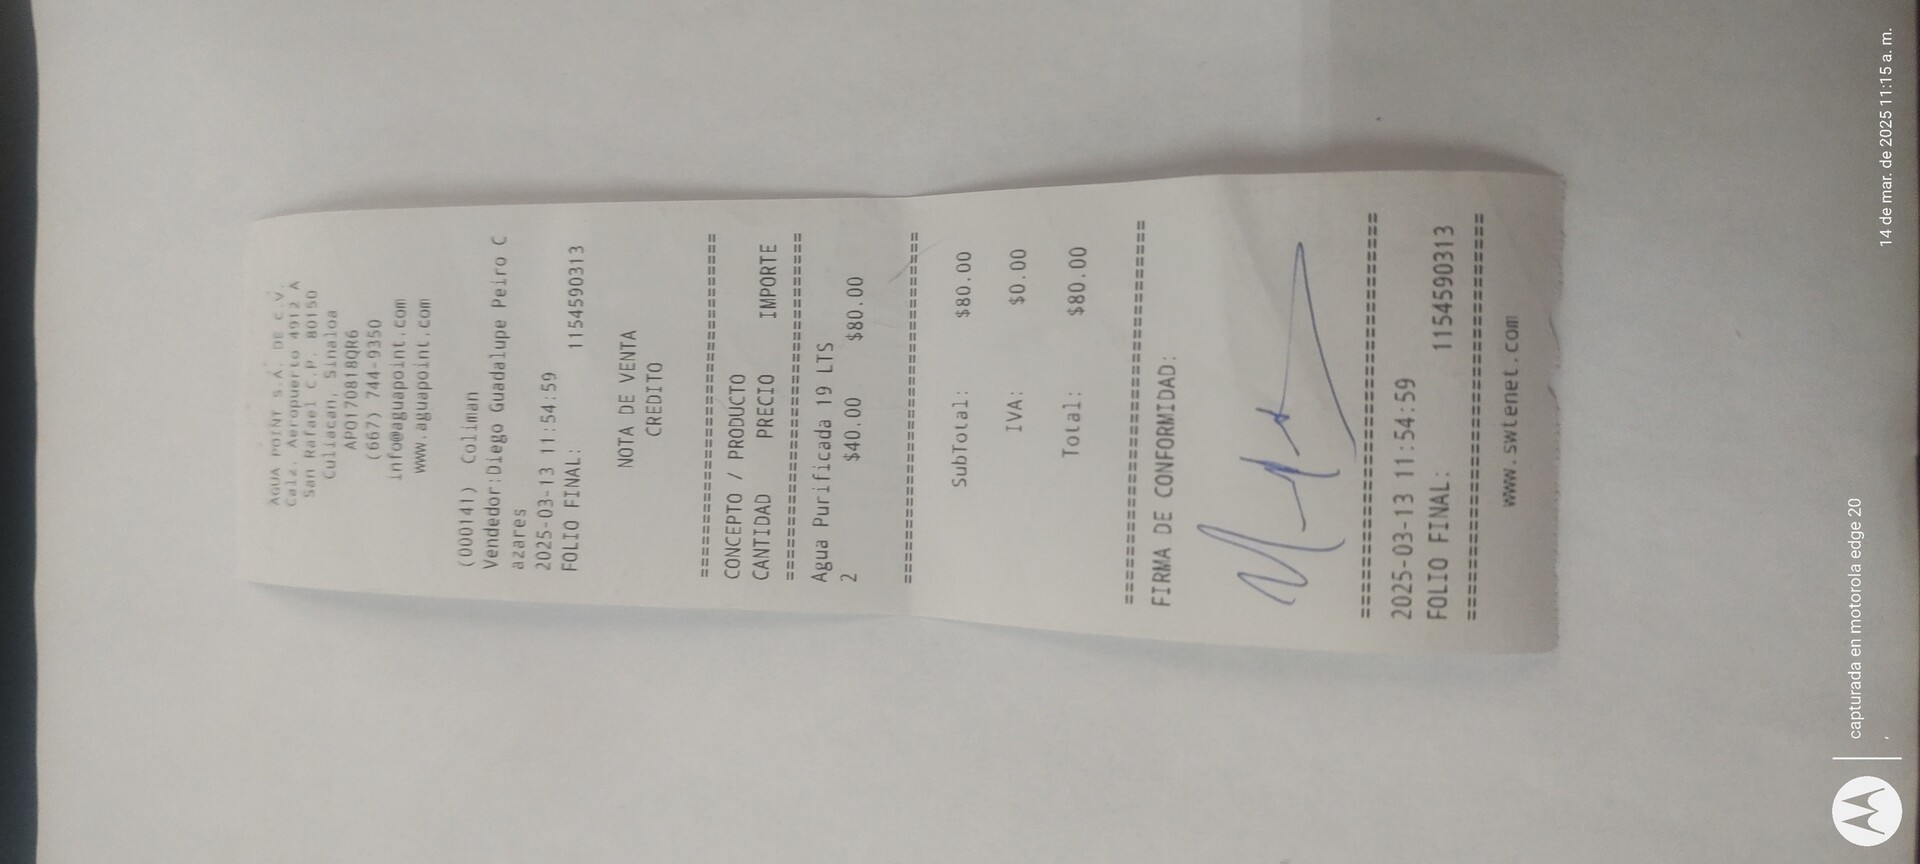 AGUA POINT S.A. DE C.V.
Calz. Aeropuerto 4912 A
San Rafael C.P. 80150
Culiacan, Sinaloa
APO170818QR6
(667) 744-9350
info@aguapoint.com
www.aguapoint.com
(000141) Coliman
Vendedor:Diego Guadalupe Peiro C
azares
2025-03-13 11:54:59
FOLIO FINAL: 1154590313
NOTA DE VENTA
CREDITO
================================
CONCEPTO / PRODUCTO
CANTIDAD PRECIO IMPORTE
================================
Agua Purificada 19 LTS
2 $40.00 $80.00
================================
SubTotal: $80.00
IVA: $0.00
Total: $80.00
================================
FIRMA DE CONFORMIDAD:
================================
2025-03-13 11:54:59
FOLIO FINAL: 1154590313
================================
www.swtenet.com
capturada en motorola edge 20
14 de mar. de 2025 11:15 a. m.